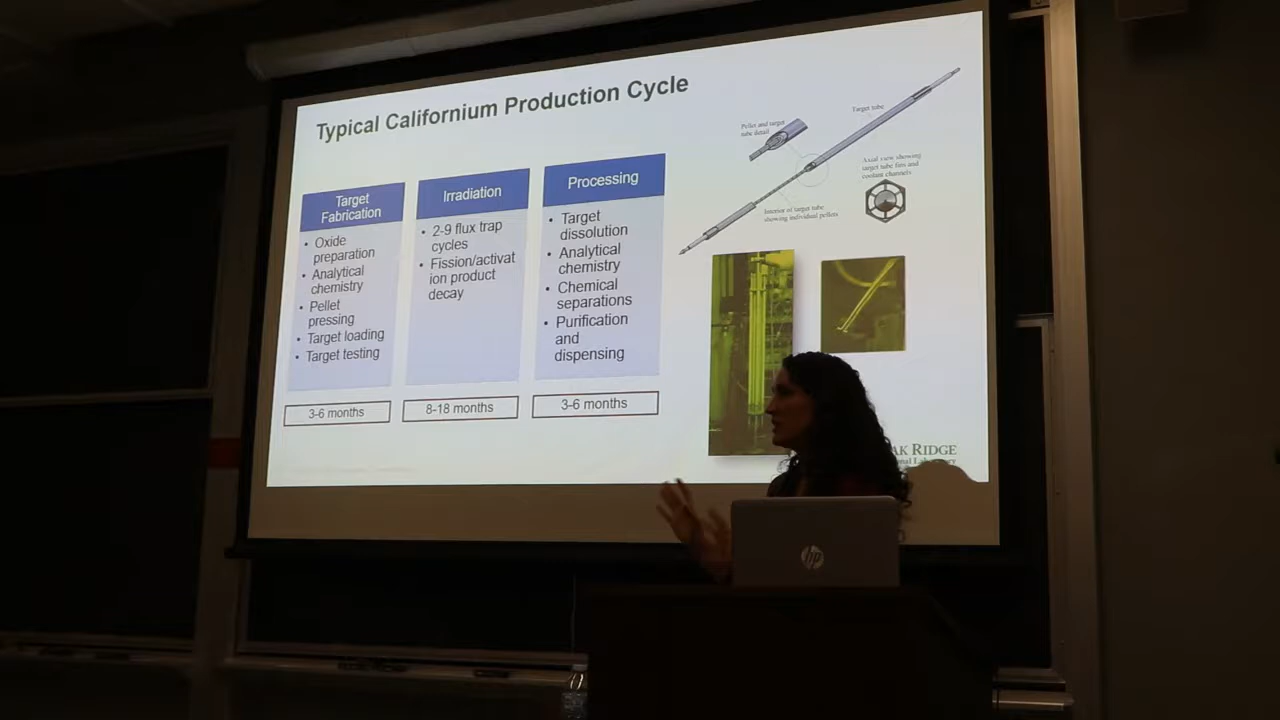 Typical Californium Production Cycle
Target
Fabrication
• Oxide
preparation
• Analytical
chemistry
• Pellet
pressing
• Target loading
• Target testing
3-6 months
Irradiation
• 2-9 flux trap
cycles
• Fission/activat
ion product
decay
8-18 months
Processing
• Target
dissolution
• Analytical
chemistry
• Chemical
separations
• Purification
and
dispensing
3-6 months
Pellet and target
tube detail
Target tube
Axial view showing
target tube fins and
coolant channels
Interior of target tube
showing individual pellets
AK RIDGE
hp